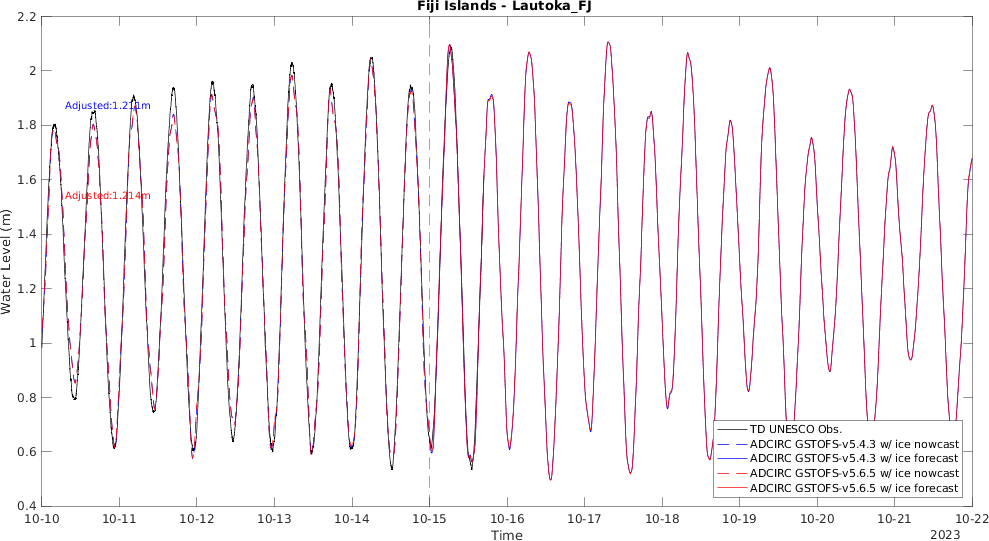 Fiji Islands - Lautoka_FJ
2.2
2
1.8
1.6
1.4
1.2
1
0.8
0.6
0.4
Water Level (m)
Adjusted:1.211m
Adjusted:1.214m
TD UNESCO Obs.
ADCIRC GSTOFS-v5.4.3 w/ ice nowcast
ADCIRC GSTOFS-v5.4.3 w/ ice forecast
ADCIRC GSTOFS-v5.6.5 w/ ice nowcast
ADCIRC GSTOFS-v5.6.5 w/ ice forecast
10-10 10-11 10-12 10-13 10-14 10-15 10-16 10-17 10-18 10-19 10-20 10-21 10-22
Time
2023